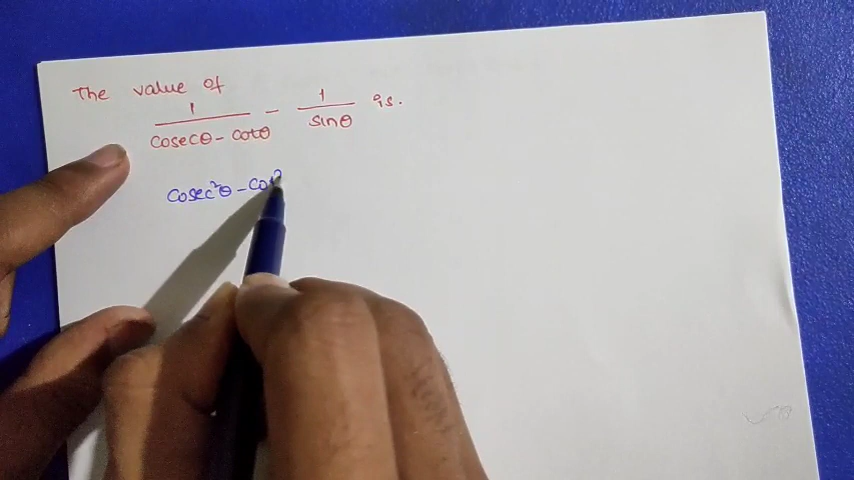 The value of
1/(cosecθ - cotθ) - 1/sinθ is.
cosec²θ - cot²